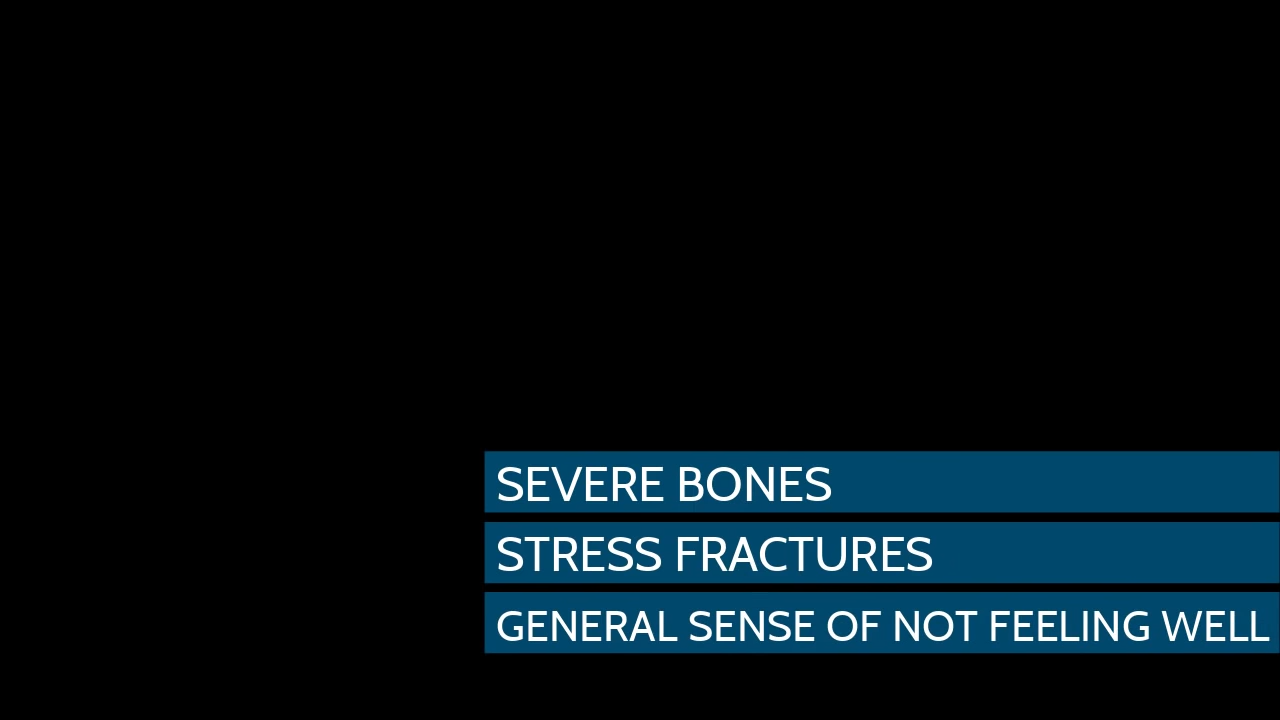 SEVERE BONES
STRESS FRACTURES
GENERAL SENSE OF NOT FEELING WELL